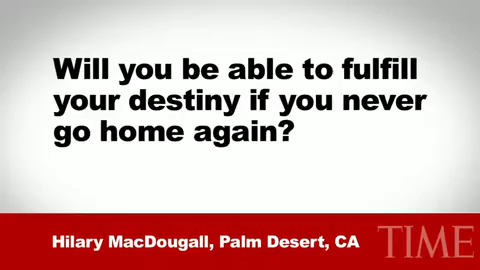 Will you be able to fulfill
your destiny if you never
go home again?
Hilary MacDougall, Palm Desert, CA
TIME